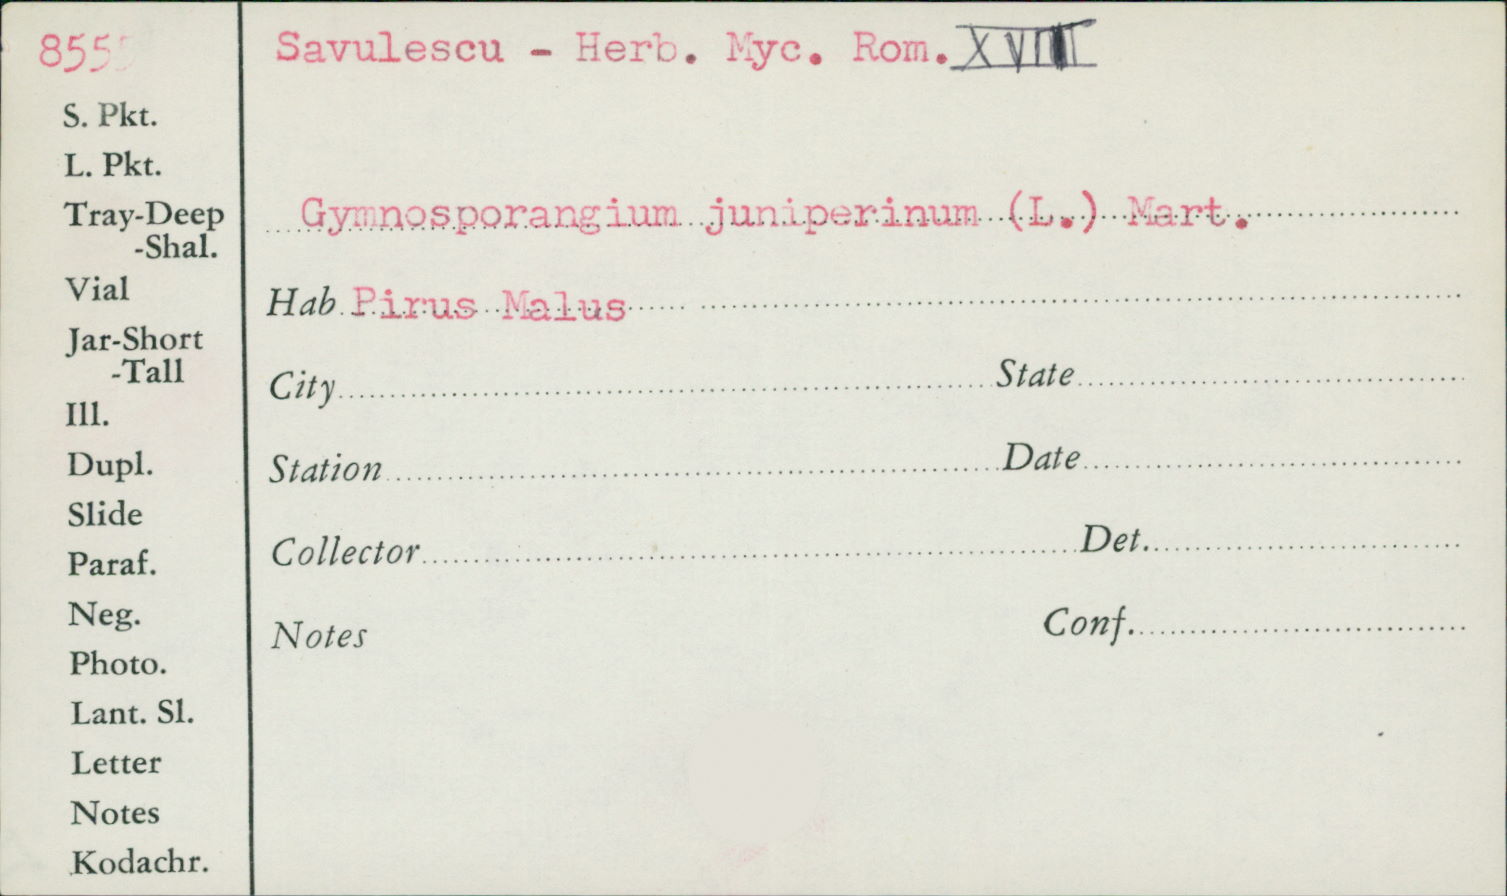 855
Savulescu - Herb. Myc. Rom.
S. Pkt.
L. Pkt.
Tray-Deep
-Shal.
Vial
Jar-Short
-Tall
Ill.
Dupl.
Slide
Paraf.
Neg.
Photo.
Lant. Sl.
Letter
Notes
Kodachr.
Gymnosporangium juniperinum (L.) Mart.
Hab. Pirus Malus
City State
Station Date
Collector Det.
Notes Conf.